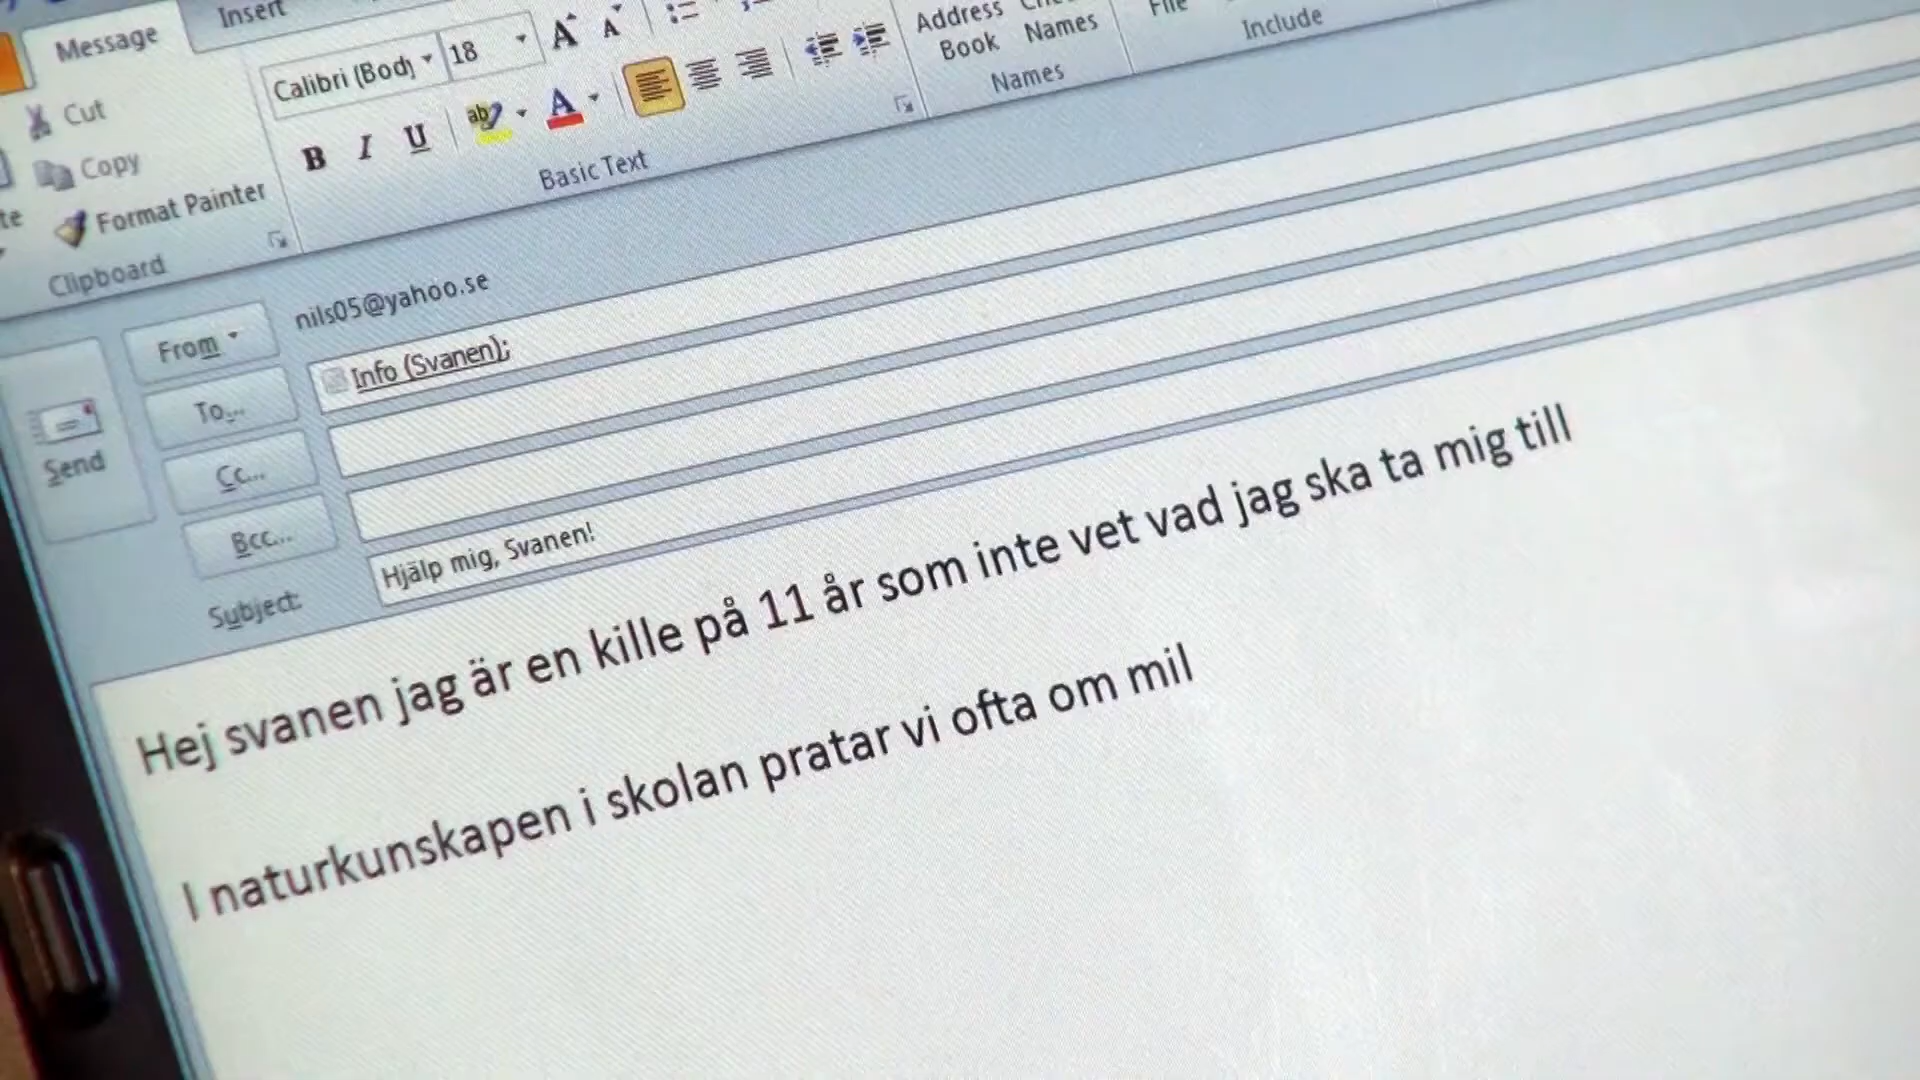 Message
Insert
Cut
Copy
Format Painter
Clipboard
Calibri (Body
18
B I U
Basic Text
Address
Book
Names
Names
File
Include
From
nils05@yahoo.se
To...
Info (Svanen);
Cc...
Bcc...
Send
Subject:
Hjälp mig, Svanen!
Hej svanen jag är en kille på 11 år som inte vet vad jag ska ta mig till
I naturkunskapen i skolan pratar vi ofta om mil